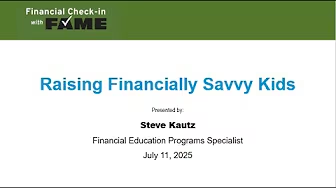 Financial Check-in
with FAME
Raising Financially Savvy Kids
Presented by:
Steve Kautz
Financial Education Programs Specialist
July 11, 2025